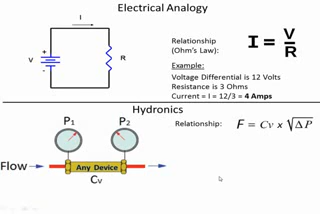 Electrical Analogy
I
+
V
-
R
Relationship
(Ohm's Law):
I = V/R
Example:
Voltage Differential is 12 Volts
Resistance is 3 Ohms
Current = I = 12/3 = 4 Amps
Hydronics
P1 P2
Relationship: F = Cv x √ΔP
Flow Any Device
Cv